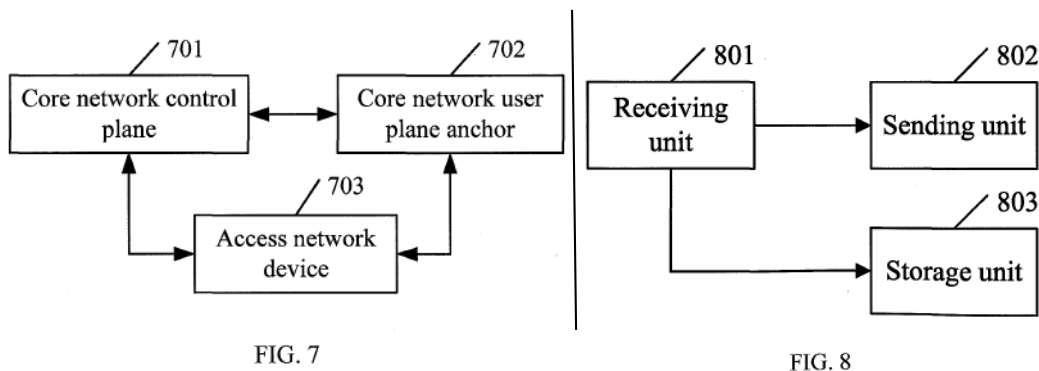 701
Core network control
plane
702
Core network user
plane anchor
703
Access network
device
FIG. 7
801
Receiving
unit
802
Sending unit
803
Storage unit
FIG. 8